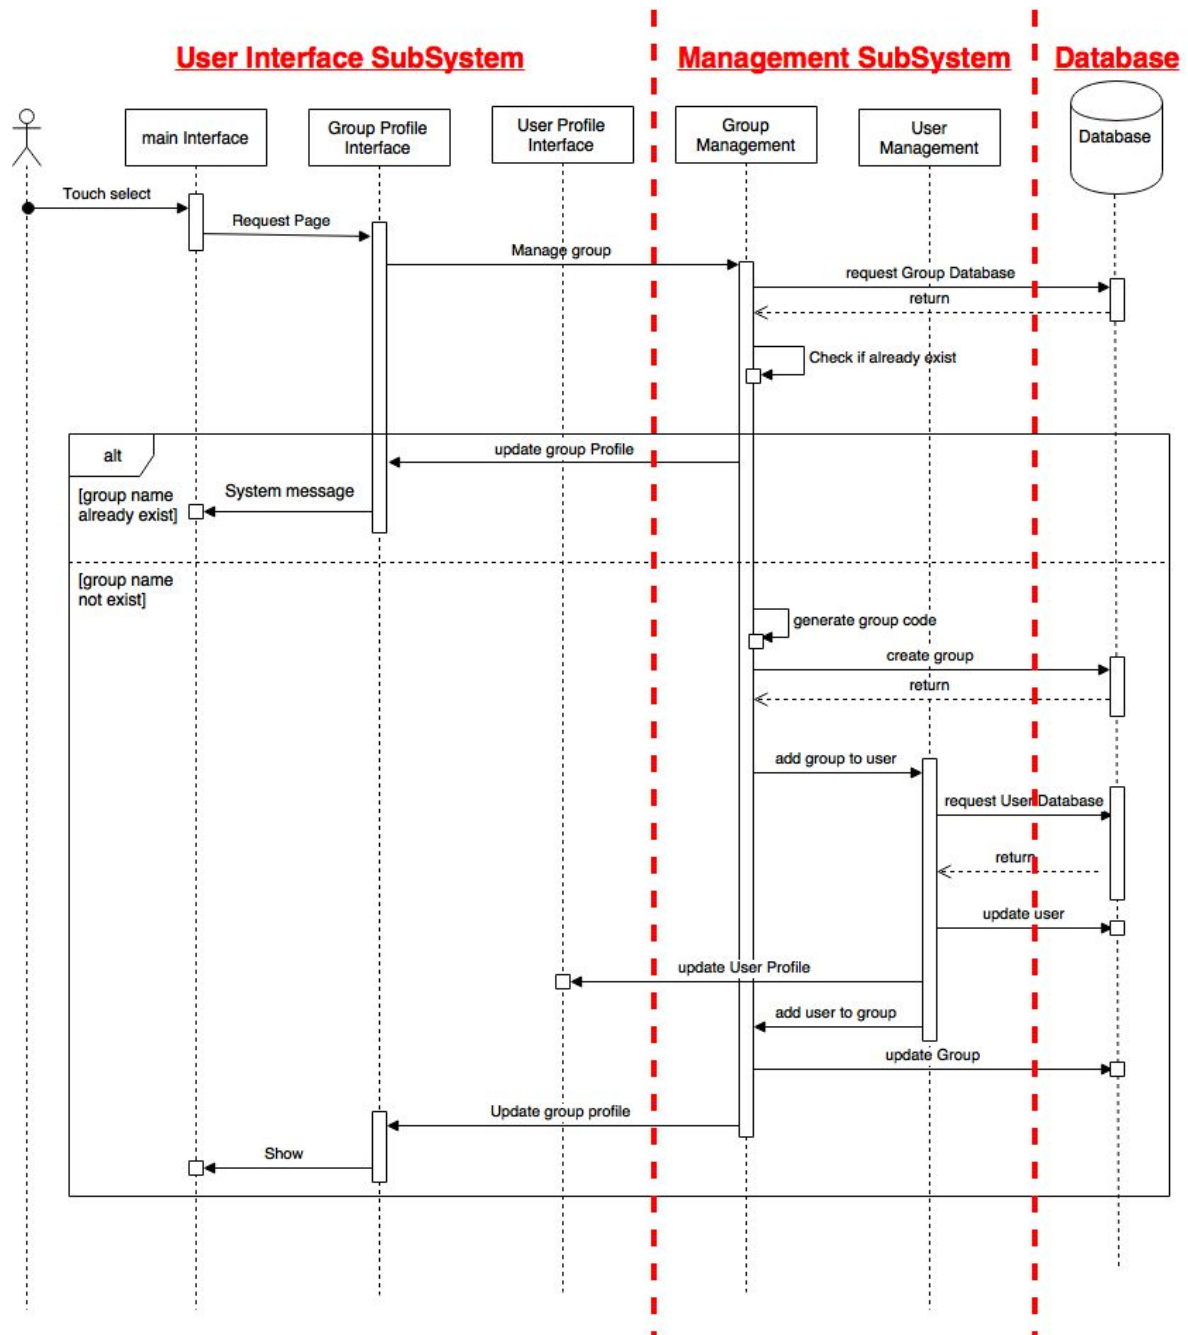 User Interface SubSystem
Management SubSystem
Database
main Interface
Group Profile
Interface
User Profile
Interface
Group
Management
User
Management
Database
Touch select
Request Page
Manage group
request Group Database
return
Check if already exist
alt
update group Profile
[group name
already exist]
System message
[group name
not exist]
generate group code
create group
return
add group to user
request User Database
return
update user
update User Profile
add user to group
update Group
Update group profile
Show